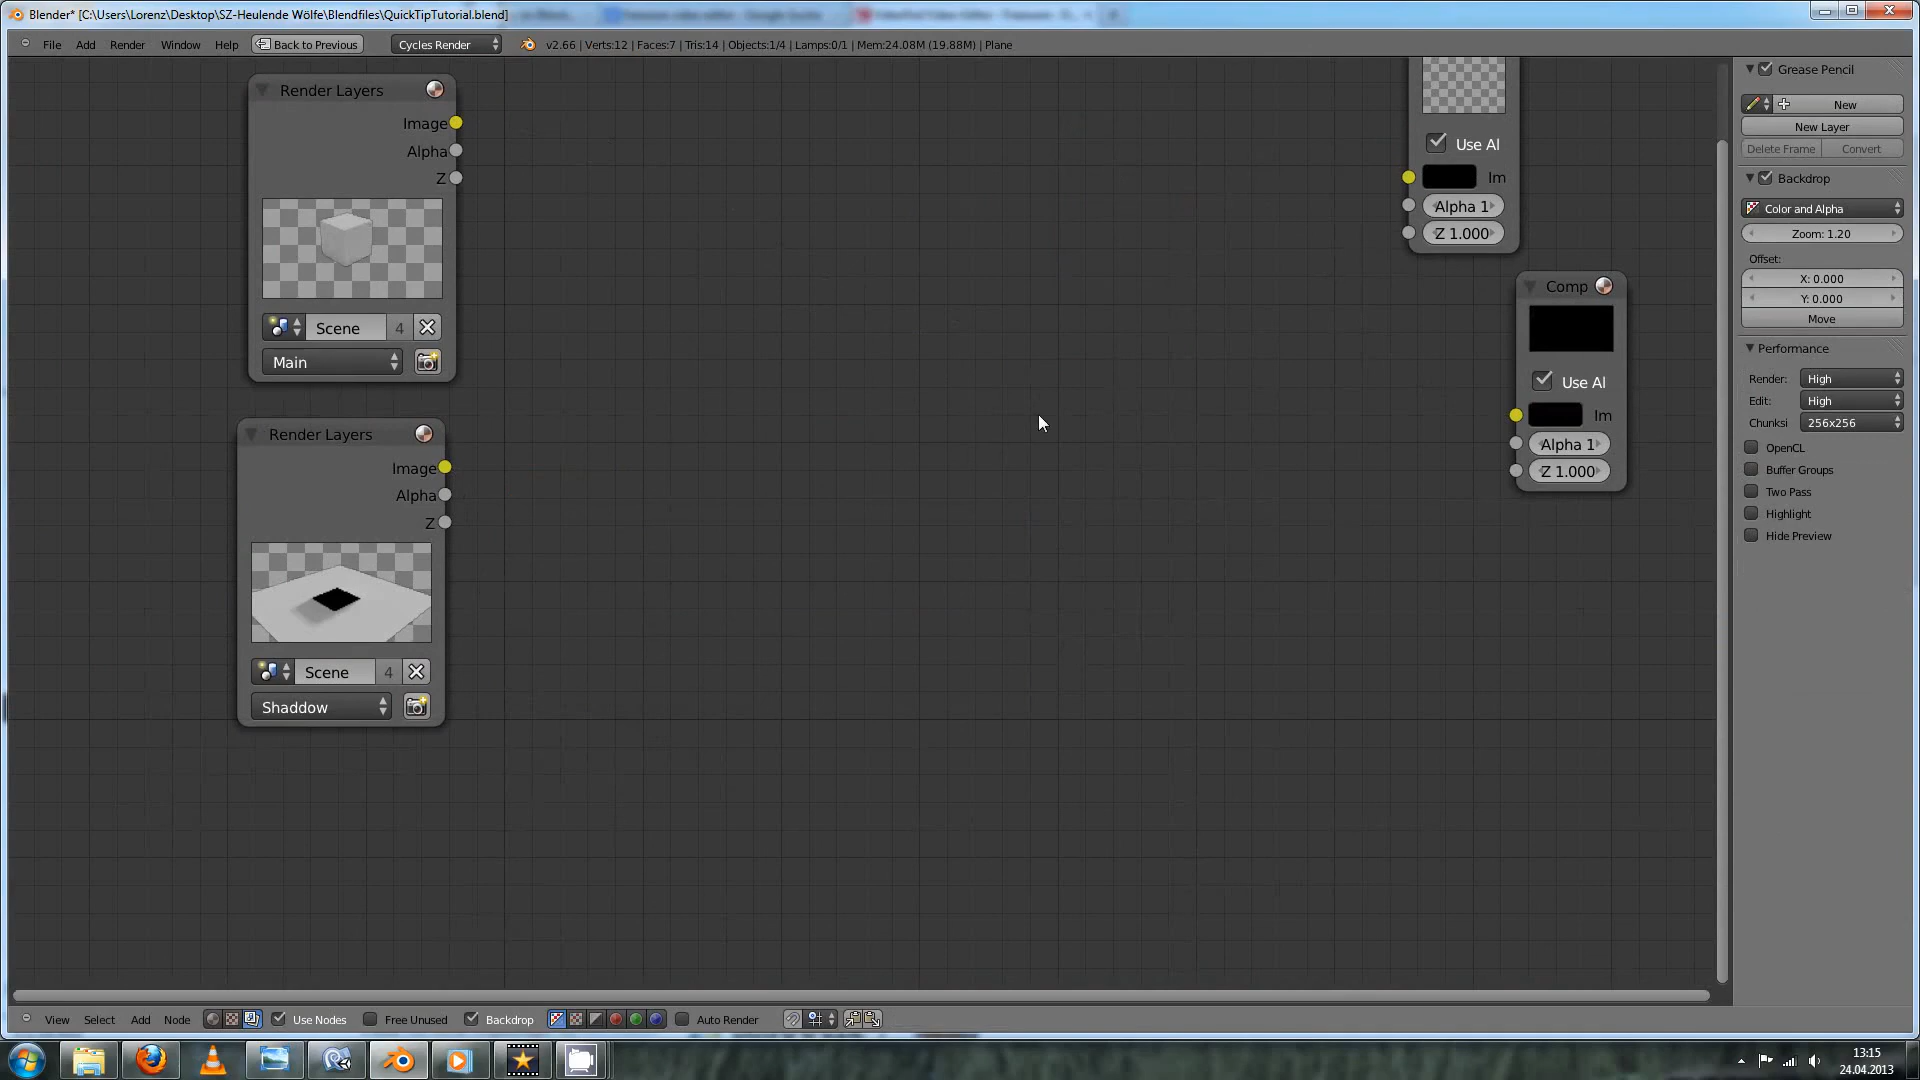 Blender* [C:\Users\Lorenz\Desktop\SZ-Heulende Wölfe\Blendfiles\QuickTipTutorial.blend]
File Add Render Window Help Back to Previous Cycles Render v2.66 | Verts:12 | Faces:7 | Tris:14 | Objects:1/4 | Lamps:0/1 | Mem:24.08M (19.88M) | Plane
Render Layers
Image
Alpha
Z
Scene 4
Main
Render Layers
Image
Alpha
Z
Scene 4
Shaddow
Use Al
Im
Alpha 1
Z 1.000
Comp
Use Al
Im
Alpha 1
Z 1.000
Grease Pencil
New
New Layer
Delete Frame Convert
Backdrop
Color and Alpha
Zoom: 1.20
Offset:
X: 0.000
Y: 0.000
Move
Performance
Render: High
Edit: High
Chunksi 256x256
OpenCL
Buffer Groups
Two Pass
Highlight
Hide Preview
View Select Add Node Use Nodes Free Unused Backdrop Auto Render
13:15
24.04.2013